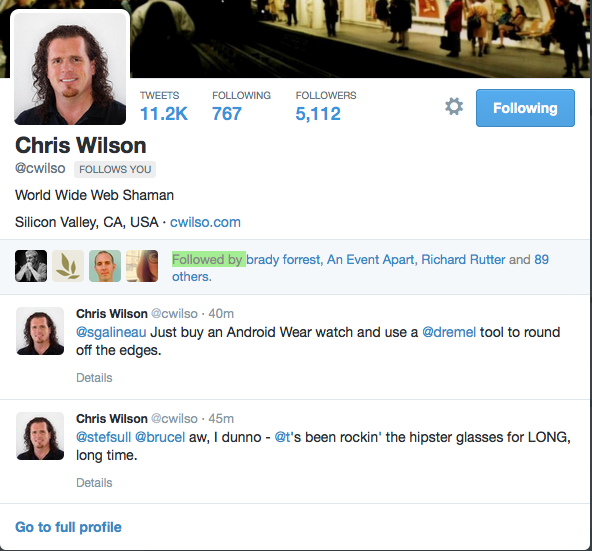 TWEETS FOLLOWING FOLLOWERS
11.2K 767 5,112
Following
Chris Wilson
@cwilso FOLLOWS YOU
World Wide Web Shaman
Silicon Valley, CA, USA · cwilso.com
Followed by brady forrest, An Event Apart, Richard Rutter and 89
others.
Chris Wilson @cwilso · 40m
@sgalineau Just buy an Android Wear watch and use a @dremel tool to round
off the edges.
Details
Chris Wilson @cwilso · 45m
@stefsull @brucel aw, I dunno - @t's been rockin' the hipster glasses for LONG,
long time.
Details
Go to full profile